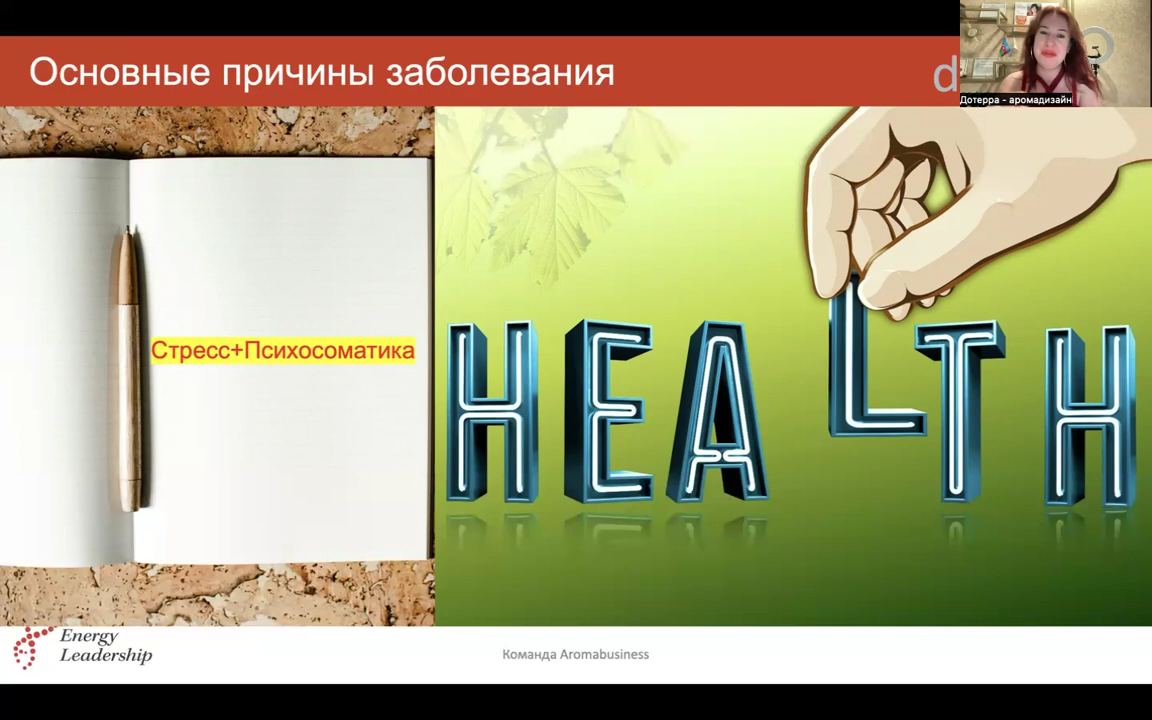 Основные причины заболевания
d
Дотерра - аромадизайн
Стресс+Психосоматика
HEALTH
Energy
Leadership
Команда Aromabusiness